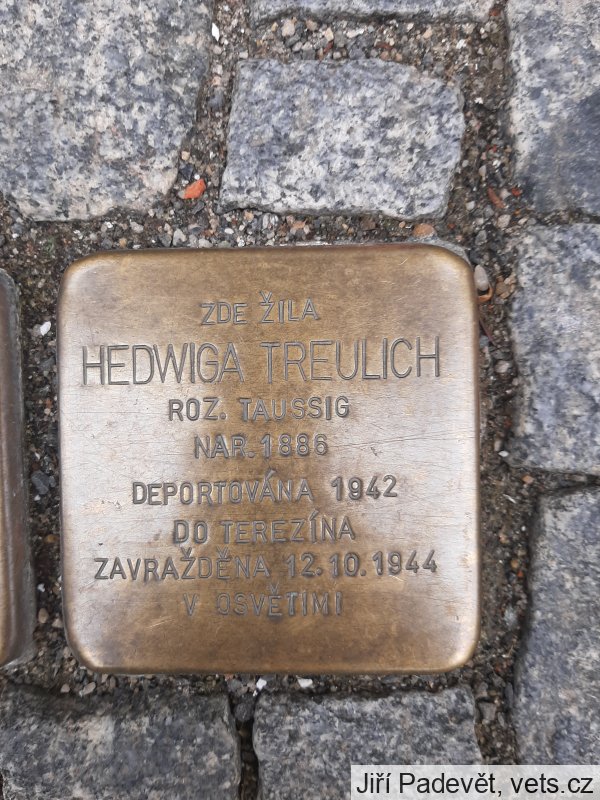 ZDE ŽILA
HEDWIGA TREULICH
ROZ. TAUSSIG
NAR. 1886
DEPORTOVÁNA 1942
DO TEREZÍNA
ZAVRAŽDĚNA 12.10.1944
V OSVĚTIMI
Jiří Padevět, vets.cz